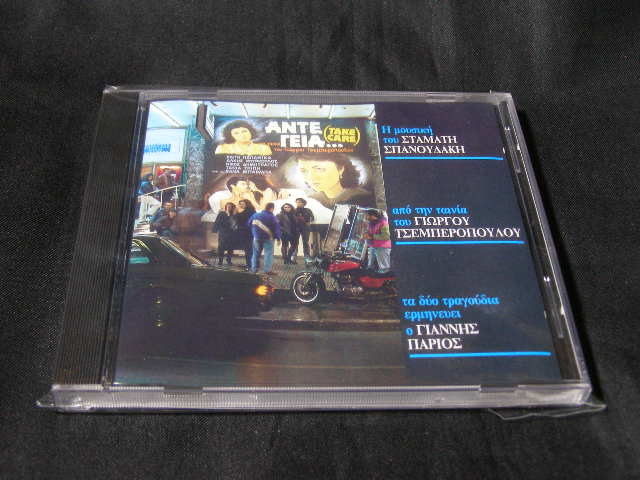 ΑΝΤΕ
ΓΕΙΑ...
TAKE
CARE
Η μουσική
του ΣΤΑΜΑΤΗ
ΣΠΑΝΟΥΔΑΚΗ
από την ταινία
του ΓΙΩΡΓΟΥ
ΤΣΕΜΠΕΡΟΠΟΥΛΟΥ
τα δύο τραγούδια
ερμηνευει
ο ΓΙΑΝΝΗΣ
ΠΑΡΙΟΣ